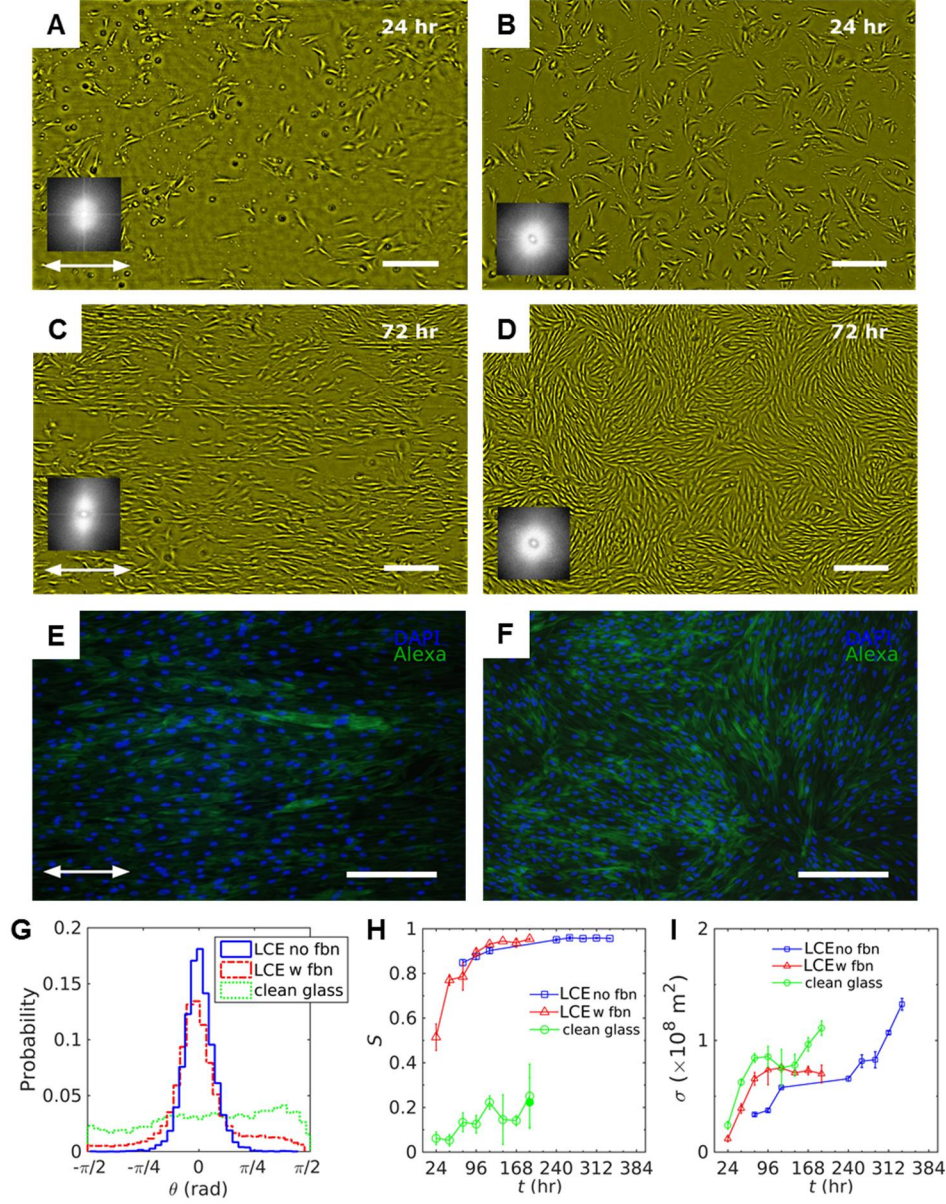 A
24 hr
B
24 hr
C
72 hr
D
72 hr
E
DAPI
Alexa
F
DAPI
Alexa
G
0.2
0.15
0.1
0.05
0
Probability
-π/2 -π/4 0 π/4 π/2
θ (rad)
LCE no fbn
LCE w fbn
clean glass
H
1
0.8
0.6
0.4
0.2
0
S
24 96 168 240 312 384
t (hr)
LCE no fbn
LCE w fbn
clean glass
I
2
1
0
σ (×10⁸ m²)
24 96 168 240 312 384
t (hr)
LCE no fbn
LCE w fbn
clean glass